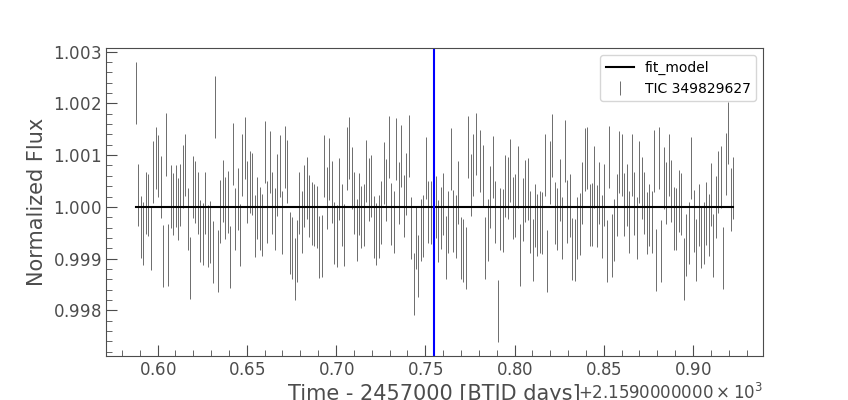 1.003
1.002
1.001
1.000
0.999
0.998
Normalized Flux
fit_model
TIC 349829627
0.60 0.65 0.70 0.75 0.80 0.85 0.90
Time - 2457000 [BTJD days]
+2.1590000000 × 10³